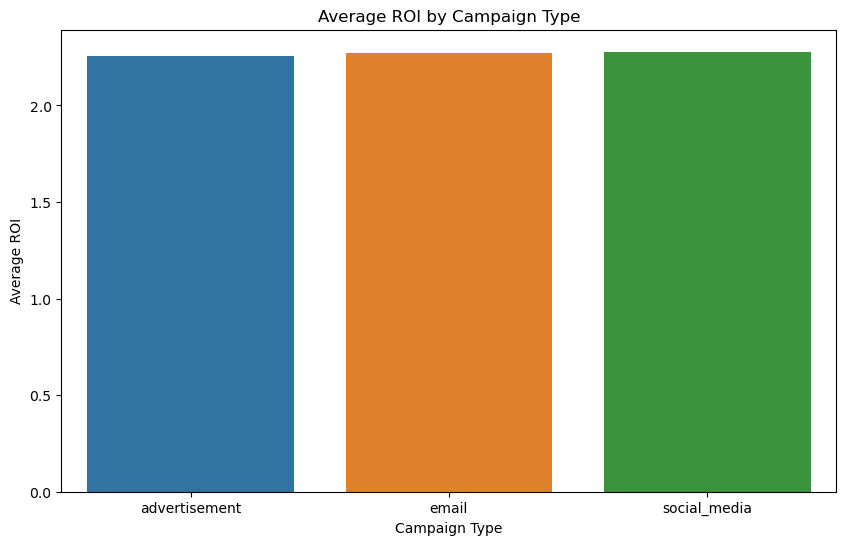 Average ROI by Campaign Type
2.0
1.5
1.0
0.5
0.0
Average ROI
advertisement
email
social_media
Campaign Type